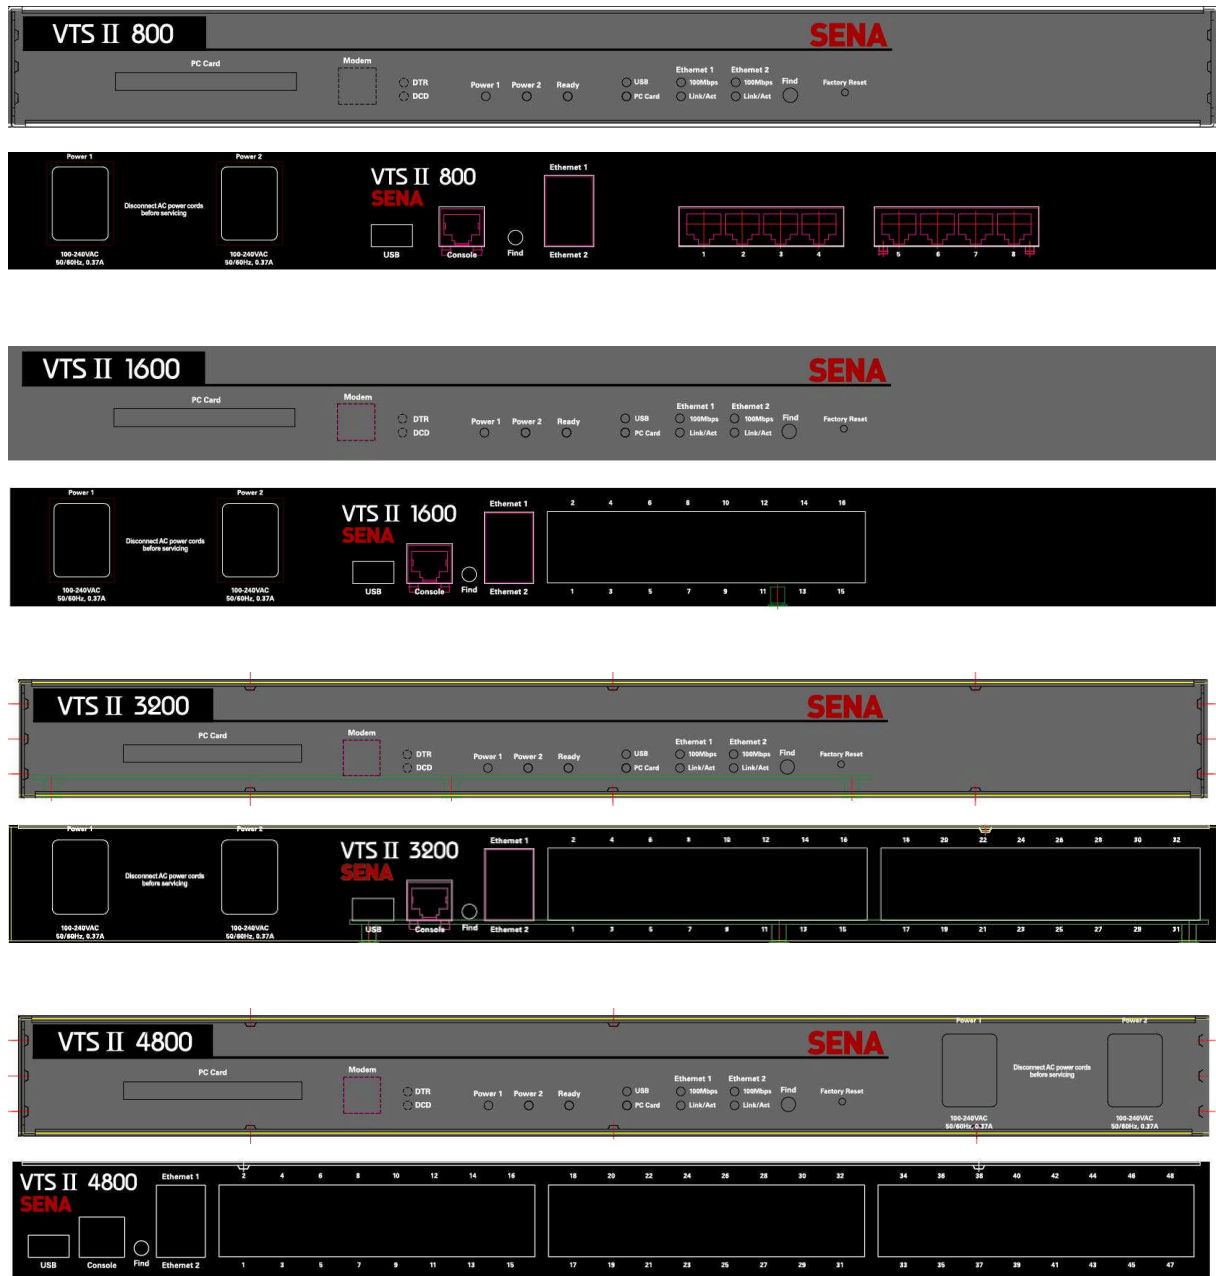 VTS II 800 SENA
PC Card Modem Ethernet 1 Ethernet 2
DTR Power 1 Power 2 Ready USB 100Mbps 100Mbps Find Factory Reset
DCD PC Card Link/Act Link/Act
Power 1 Power 2 Ethernet 1
VTS II 800
SENA
Disconnect AC power cords
before servicing
USB Console Find Ethernet 2 1 2 3 4 5 6 7 8
100-240VAC 100-240VAC
50/60Hz, 0.37A 50/60Hz, 0.37A
VTS II 1600 SENA
PC Card Modem Ethernet 1 Ethernet 2
DTR Power 1 Power 2 Ready USB 100Mbps 100Mbps Find Factory Reset
DCD PC Card Link/Act Link/Act
Power 1 Power 2 Ethernet 1 2 4 6 8 10 12 14 16
VTS II 1600
SENA
Disconnect AC power cords
before servicing
USB Console Find Ethernet 2 1 3 5 7 9 11 13 15
100-240VAC 100-240VAC
50/60Hz, 0.37A 50/60Hz, 0.37A
VTS II 3200 SENA
PC Card Modem Ethernet 1 Ethernet 2
DTR Power 1 Power 2 Ready USB 100Mbps 100Mbps Find Factory Reset
DCD PC Card Link/Act Link/Act
Power 1 Power 2 Ethernet 1 2 4 6 8 10 12 14 16 18 20 22 24 26 28 30 32
VTS II 3200
SENA
Disconnect AC power cords
before servicing
USB Console Find Ethernet 2 1 3 5 7 9 11 13 15 17 19 21 23 25 27 29 31
100-240VAC 100-240VAC
50/60Hz, 0.37A 50/60Hz, 0.37A
VTS II 4800 SENA Power 1 Power 2
PC Card Modem Ethernet 1 Ethernet 2
DTR Power 1 Power 2 Ready USB 100Mbps 100Mbps Find Factory Reset
DCD PC Card Link/Act Link/Act
Disconnect AC power cords
before servicing
100-240VAC 100-240VAC
50/60Hz, 0.37A 50/60Hz, 0.37A
VTS II 4800 Ethernet 1 2 4 6 8 10 12 14 16 18 20 22 24 26 28 30 32 34 36 38 40 42 44 46 48
SENA
USB Console Find Ethernet 2 1 3 5 7 9 11 13 15 17 19 21 23 25 27 29 31 33 35 37 39 41 43 45 47